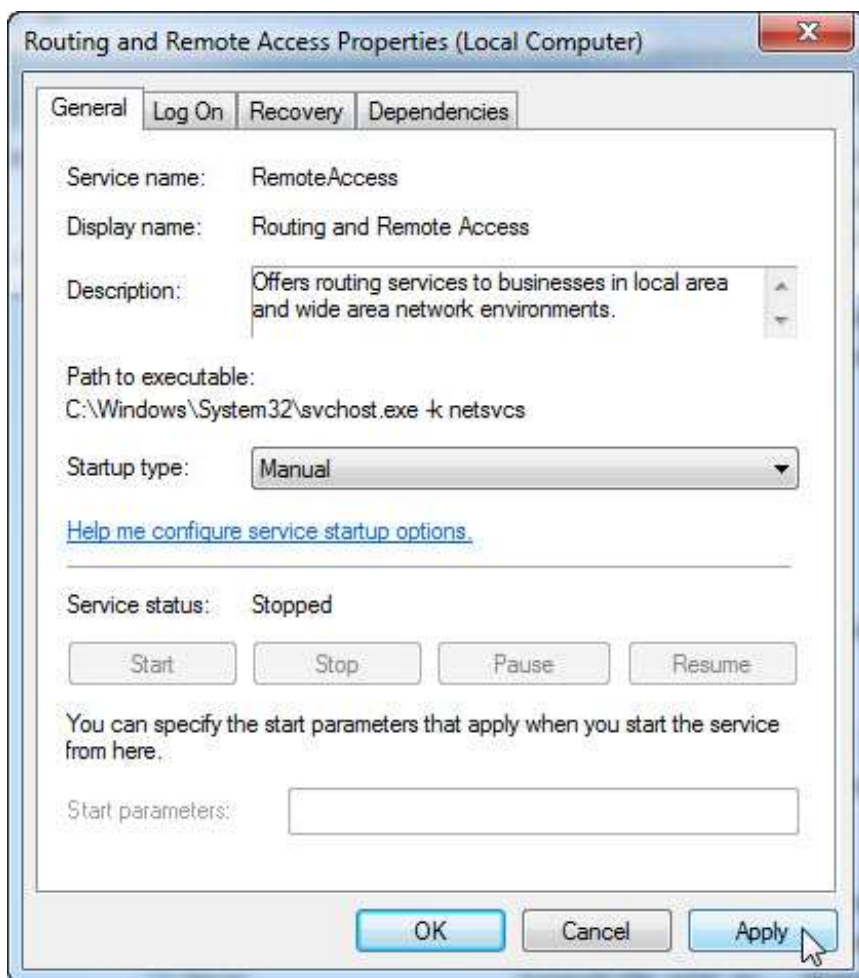 Routing and Remote Access Properties (Local Computer)
General Log On Recovery Dependencies
Service name: RemoteAccess
Display name: Routing and Remote Access
Description: Offers routing services to businesses in local area
and wide area network environments.
Path to executable:
C:\Windows\System32\svchost.exe -k netsvcs
Startup type: Manual
Help me configure service startup options.
Service status: Stopped
Start Stop Pause Resume
You can specify the start parameters that apply when you start the service
from here.
Start parameters:
OK Cancel Apply